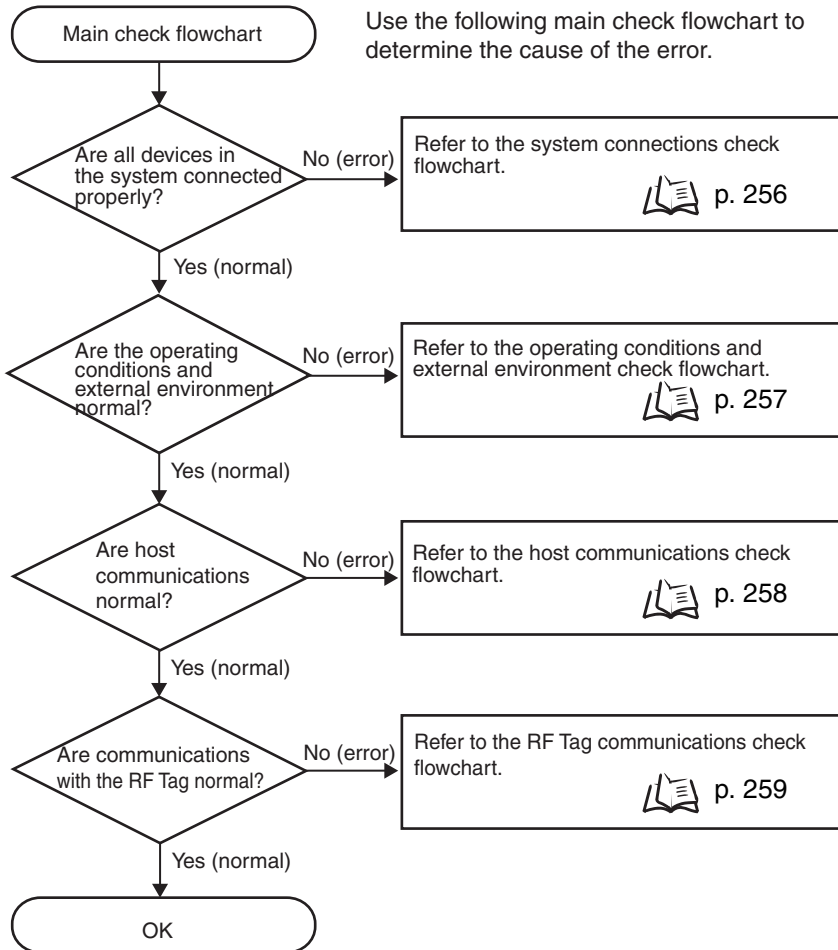 Main check flowchart
Use the following main check flowchart to
determine the cause of the error.
Are all devices in
the system connected
properly?
No (error)
Refer to the system connections check
flowchart.
p. 256
Yes (normal)
Are the operating
conditions and
external environment
normal?
No (error)
Refer to the operating conditions and
external environment check flowchart.
p. 257
Yes (normal)
Are host
communications
normal?
No (error)
Refer to the host communications check
flowchart.
p. 258
Yes (normal)
Are communications
with the RF Tag normal?
No (error)
Refer to the RF Tag communications check
flowchart.
p. 259
Yes (normal)
OK